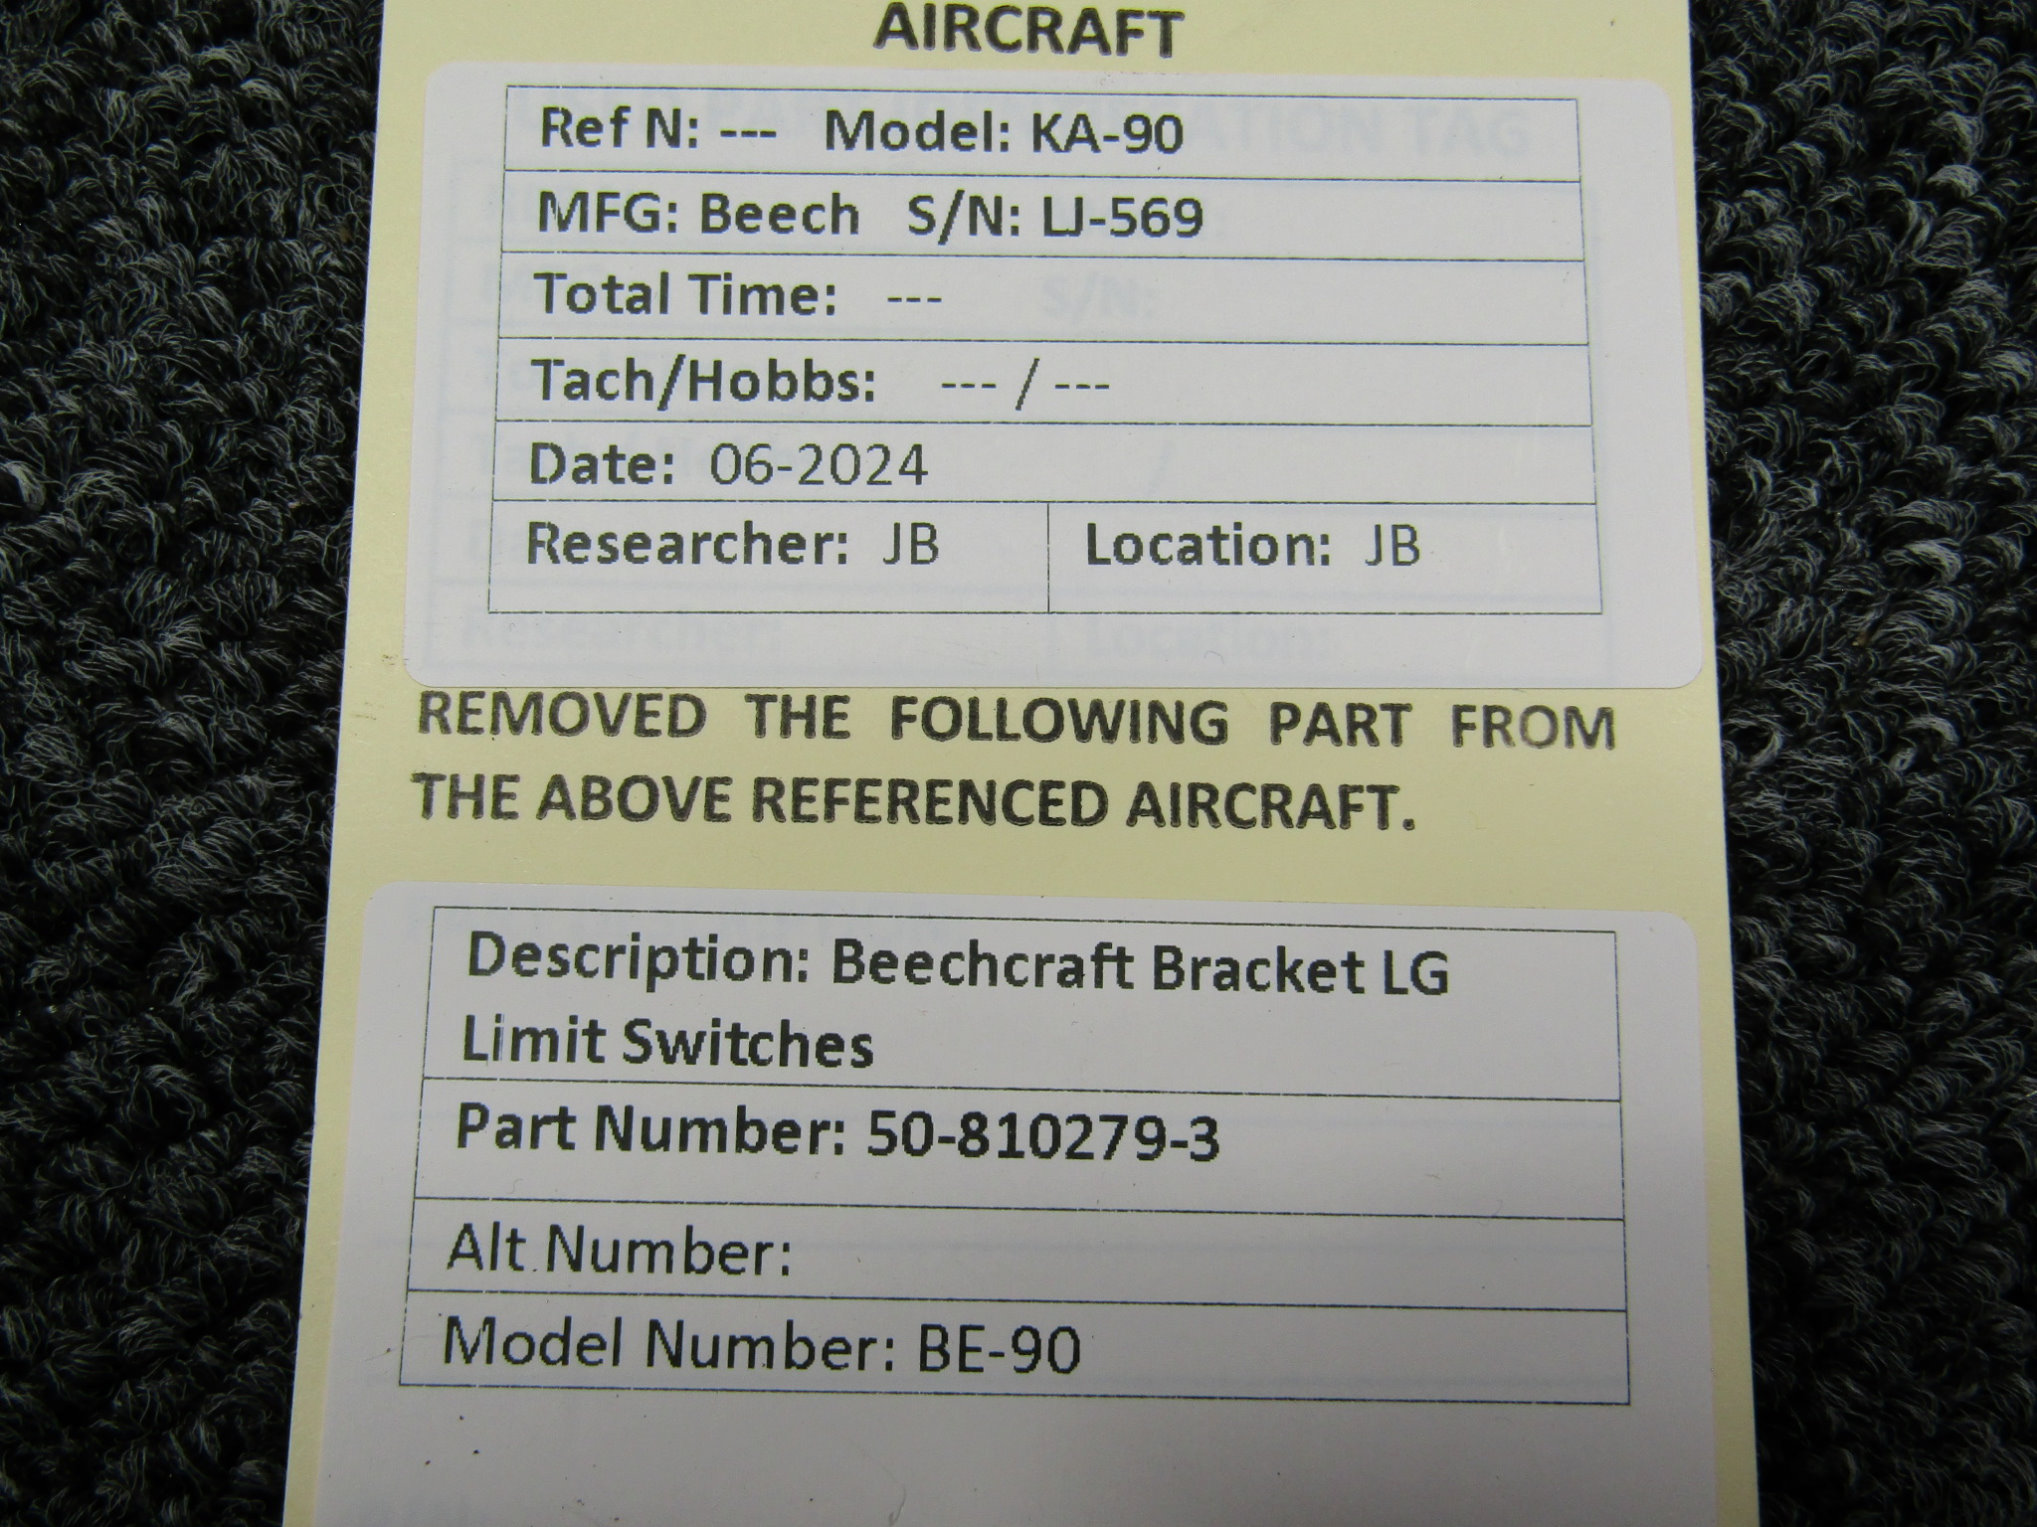 AIRCRAFT
Ref N: --- Model: KA-90
MFG: Beech S/N: LJ-569
Total Time: ---
Tach/Hobbs: --- / ---
Date: 06-2024
Researcher: JB Location: JB
REMOVED THE FOLLOWING PART FROM
THE ABOVE REFERENCED AIRCRAFT.
Description: Beechcraft Bracket LG
Limit Switches
Part Number: 50-810279-3
Alt Number:
Model Number: BE-90